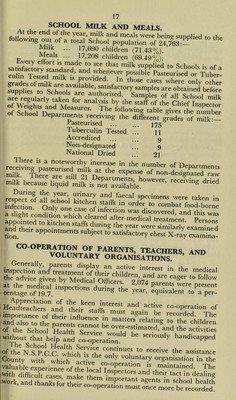 17
SCHOOL MILK AND MEALS.
At the end of the year, milk and meals were being supplied to the
following out of a total School population of 24,763:—
Milk ... 17,690 children (71.43%).
Meals ... 17,208 children (69.49%).
Every effort is made to see that milk supplied to Schools is of a
satisfactory standard, and whenever possible Pasteurised or Tuber-
culin Tested milk is provided. In those cases where only other
grades of milk are available, satisfactory samples are obtained before
supplies to Schools are authorised. Samples of all School milk
are regularly taken for analysis by the staff of the Chief Inspector
of Weights and Measures. The following table gives the number
of School Departments receiving the different grades of milk:—
Pasteurised ... 175
Tuberculin Tested ... 11
Accredited ... 9
Non-designated ... 9
National Dried ... 21
There is a noteworthy increase in the number of Departments
receiving pasteurised milk at the expense of non-designated raw
milk. There are still 21 Departments, however, receiving dried
milk because liquid milk is not available.
During the year, urinary and faecal specimens were taken in
respect of all school kitchen staffs in order to combat food-borne
infection. Only one case of infection was discovered, and this was
a slight condition which cleared after medical treatment. Persons
appointed to kitchen staffs during the year were similarly examined
and their appointments subject to satisfactory chest X-ray examina-
tion.
CO-OPERATION OF PARENTS, TEACHERS, AND
VOLUNTARY ORGANISATIONS.
Generally, parents display an active interest in the medical
inspection and treatment of their children, and are eager to follow
the advice given by Medical Officers. 2,074 parents were present
at the medical inspections during the year, equivalent to a per-
centage of 19.7.
Appreciation of the keen interest and active co-operation of
Headteachers and their staffs must again be recorded. The
importance of their influence in matters relating to the children
and also to the parents cannot be over-estimated, and the activities
of the School Health Service would be seriously handicapped
without that help and co-operation.
The School Health Service continues to receive the assistance
of the N.S.P.C.C. which is the only voluntary organisation in the
County with which active co-operation is maintained. The
valuable experience of the local Inspectors and their tact in dealing
with difficult cases, make them important agents in school health
work, and thanks for their co-operation must once more be recorded.